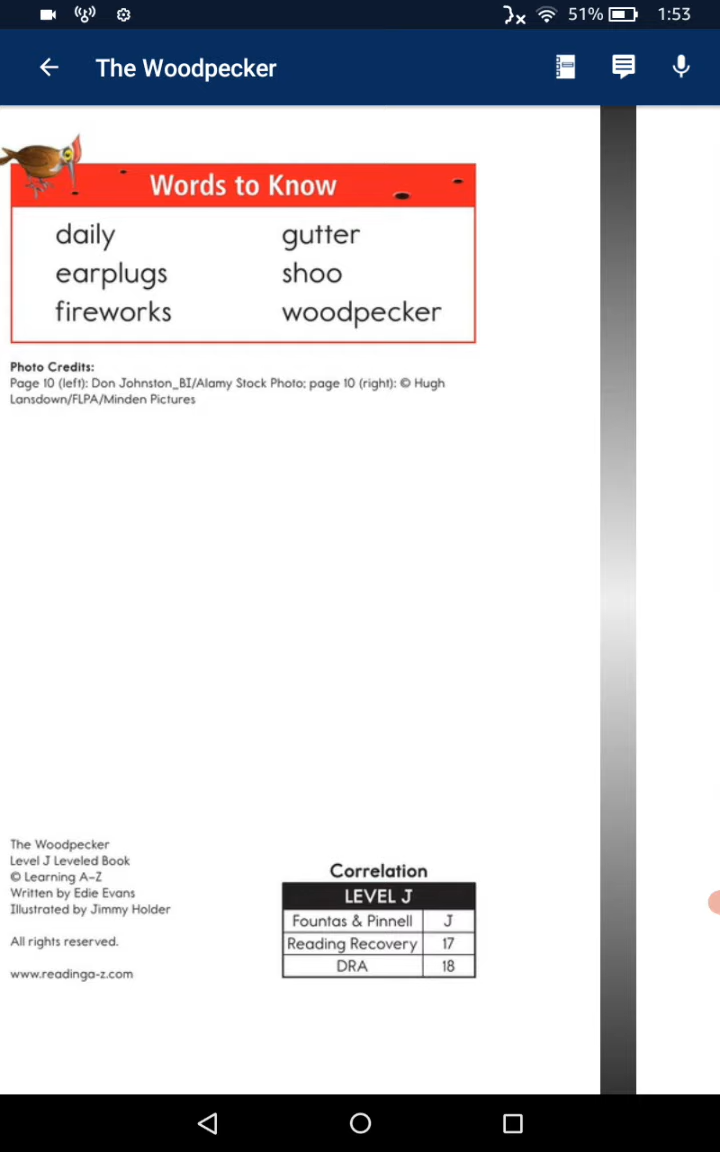 51% 1:53
The Woodpecker
Words to Know
daily gutter
earplugs shoo
fireworks woodpecker
Photo Credits:
Page 10 (left): Don Johnston_BI/Alamy Stock Photo; page 10 (right): © Hugh
Lansdown/FLPA/Minden Pictures
The Woodpecker
Level J Leveled Book
© Learning A–Z
Written by Edie Evans
Illustrated by Jimmy Holder
All rights reserved.
www.readinga-z.com
Correlation
LEVEL J
Fountas & Pinnell J
Reading Recovery 17
DRA 18